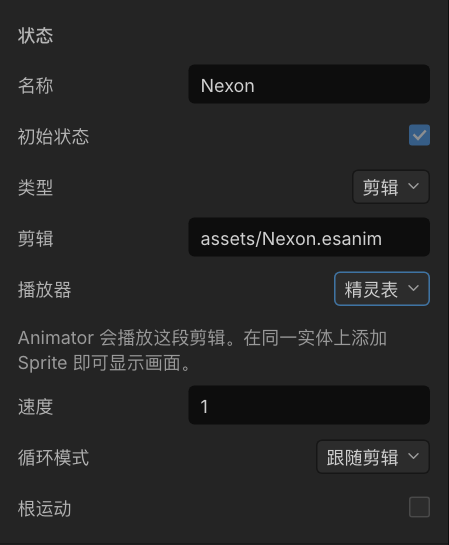 状态
名称 Nexon
初始状态
类型 剪辑
剪辑 assets/Nexon.esanim
播放器 精灵表
Animator 会播放这段剪辑。在同一实体上添加
Sprite 即可显示画面。
速度 1
循环模式 跟随剪辑
根运动